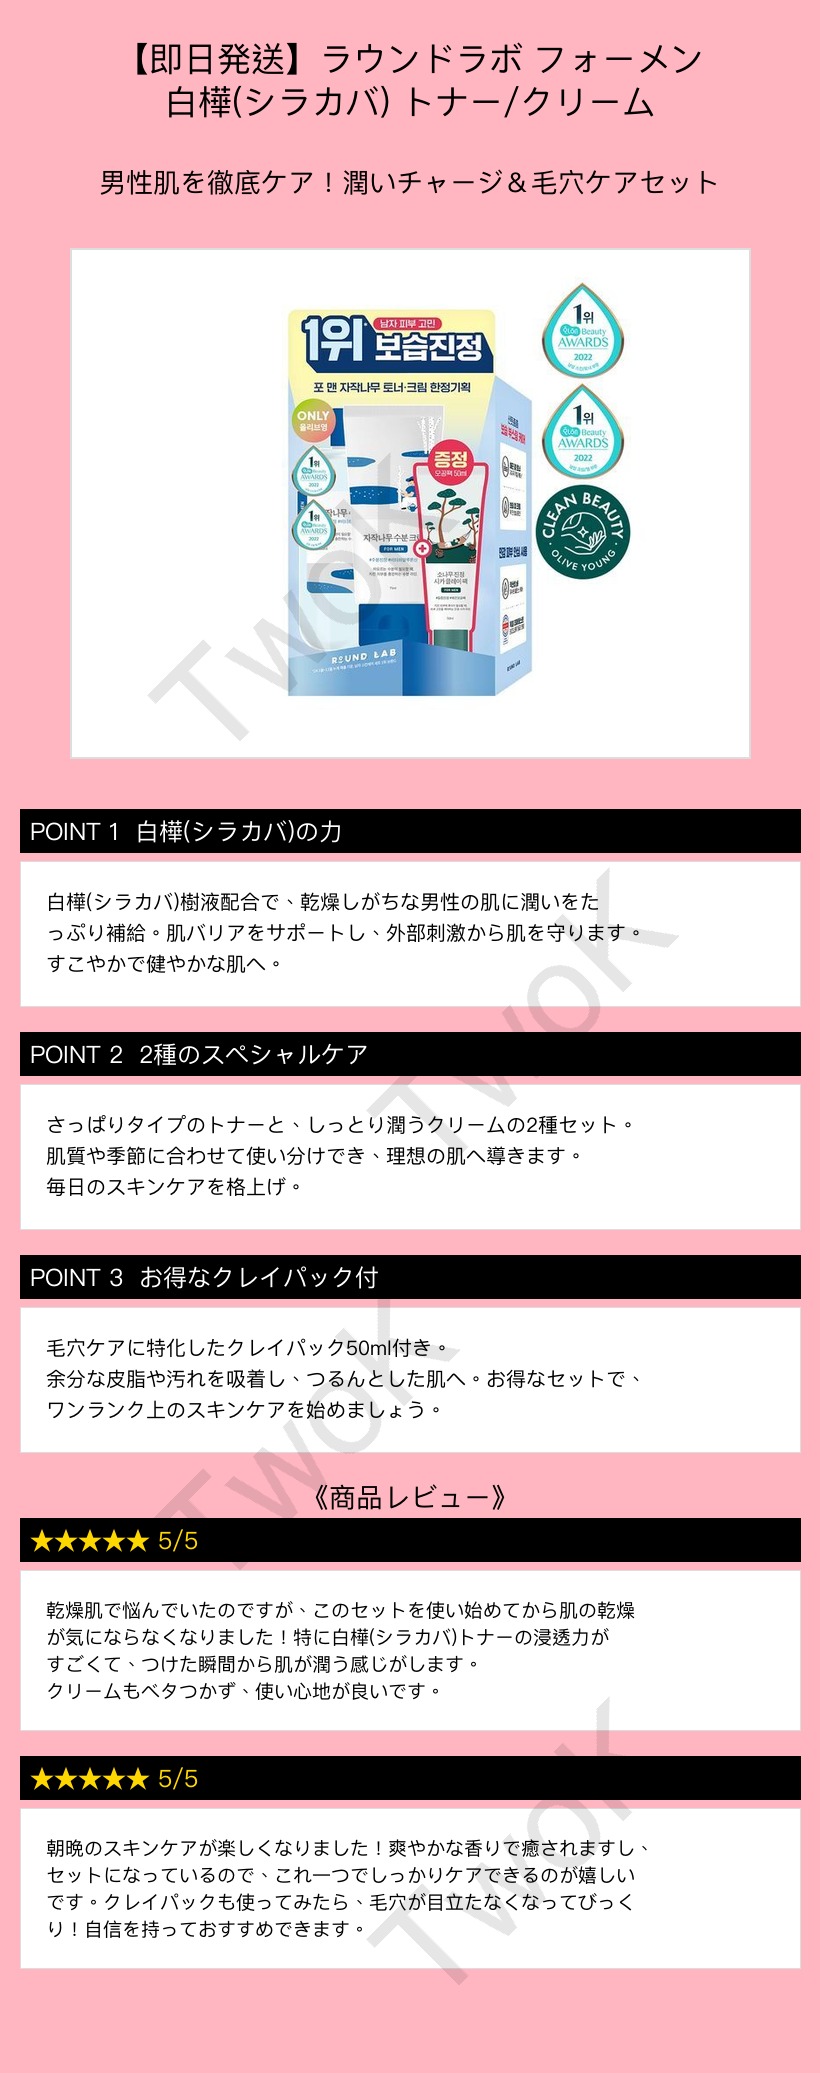 【即日発送】ラウンドラボ フォーメン
白樺(シラカバ) トナー/クリーム
男性肌を徹底ケア！潤いチャージ＆毛穴ケアセット
1위 남자 피부 고민
보습진정
포 맨 자작나무 토너·크림 한정기획
ONLY
올리브영
1위
AWARDS
2022
1위
AWARDS
2022
증정
모공팩 50ml
자작나무 수분크림
FOR MEN
소나무 진정
시카 클레이 팩
FOR MEN
ROUND LAB
ROUND LAB
1위
Beauty
AWARDS
2022
1위
Beauty
AWARDS
2022
CLEAN BEAUTY
OLIVE YOUNG
TwoK
POINT 1 白樺(シラカバ)の力
白樺(シラカバ)樹液配合で、乾燥しがちな男性の肌に潤いをた
っぷり補給。肌バリアをサポートし、外部刺激から肌を守ります。
すこやかで健やかな肌へ。
TwoK
POINT 2 2種のスペシャルケア
さっぱりタイプのトナーと、しっとり潤うクリームの2種セット。
肌質や季節に合わせて使い分けでき、理想の肌へ導きます。
毎日のスキンケアを格上げ。
POINT 3 お得なクレイパック付
毛穴ケアに特化したクレイパック50ml付き。
余分な皮脂や汚れを吸着し、つるんとした肌へ。お得なセットで、
ワンランク上のスキンケアを始めましょう。
TwoK
《商品レビュー》
★★★★★ 5/5
乾燥肌で悩んでいたのですが、このセットを使い始めてから肌の乾燥
が気にならなくなりました！特に白樺(シラカバ)トナーの浸透力が
すごくて、つけた瞬間から肌が潤う感じがします。
クリームもベタつかず、使い心地が良いです。
★★★★★ 5/5
朝晩のスキンケアが楽しくなりました！爽やかな香りで癒されますし、
セットになっているので、これ一つでしっかりケアできるのが嬉しい
です。クレイパックも使ってみたら、毛穴が目立たなくなってびっく
り！自信を持っておすすめできます。
TwoK